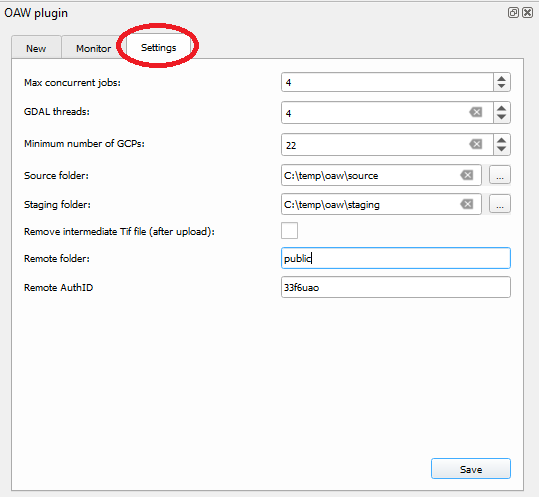 OAW plugin
New Monitor Settings
Max concurrent jobs: 4
GDAL threads: 4
Minimum number of GCPs: 22
Source folder: C:\temp\oaw\source ...
Staging folder: C:\temp\oaw\staging ...
Remove intermediate Tif file (after upload):
Remote folder: public
Remote AuthID 33f6uao
Save